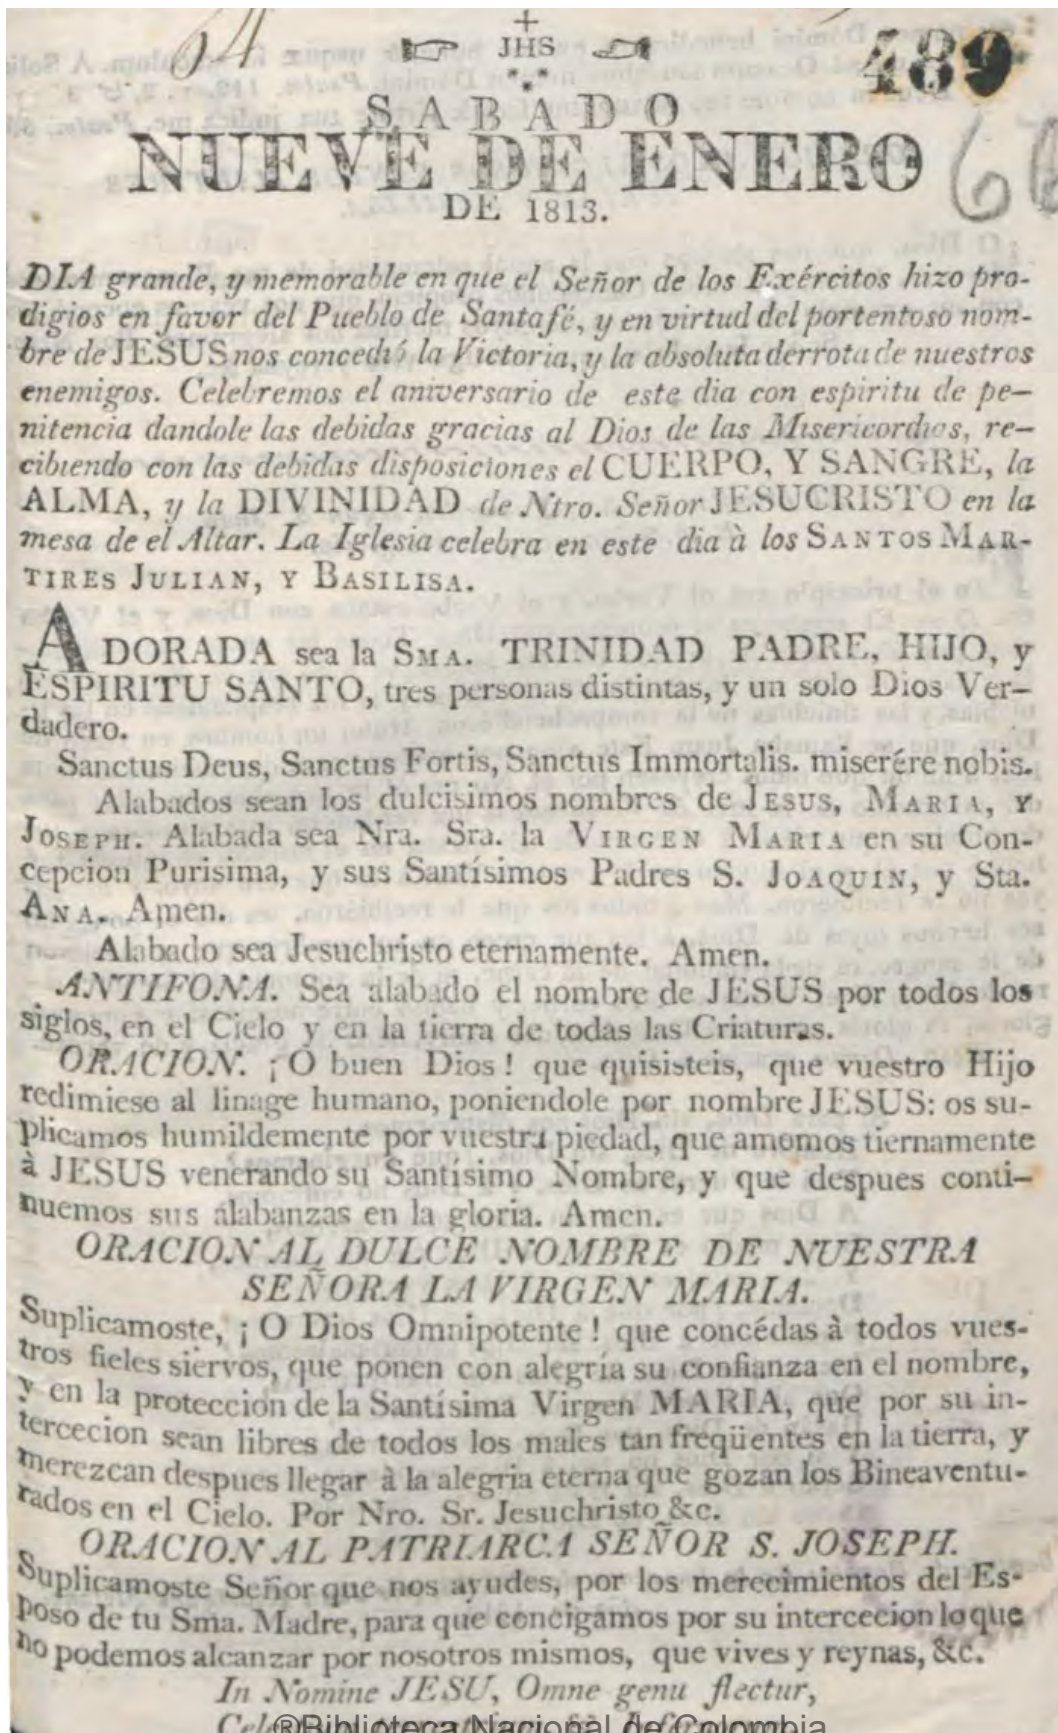 64
489
60
JHS
SABADO
NUEVE DE ENERO
DE 1813.
DIA grande, y memorable en que el Señor de los Exércitos hizo pro-
digios en favor del Pueblo de Santafé, y en virtud del portentoso nom-
bre de JESUS nos concedió la Victoria, y la absoluta derrota de nuestros
enemigos. Celebremos el aniversario de este dia con espiritu de pe-
nitencia dandole las debidas gracias al Dios de las Misericordias, re-
cibiendo con las debidas disposiciones el CUERPO, Y SANGRE, la
ALMA, y la DIVINIDAD de Ntro. Señor JESUCRISTO en la
mesa de el Altar. La Iglesia celebra en este dia à los SANTOS MAR-
TIRES JULIAN, Y BASILISA.
ADORADA sea la SMA. TRINIDAD PADRE, HIJO, y
ESPIRITU SANTO, tres personas distintas, y un solo Dios Ver-
dadero.
Sanctus Deus, Sanctus Fortis, Sanctus Immortalis. miserére nobis.
Alabados sean los dulcisimos nombres de JESUS, MARIA, Y
JOSEPH. Alabada sea Nra. Sra. la VIRGEN MARIA en su Con-
cepcion Purisima, y sus Santísimos Padres S. JOAQUIN, y Sta.
ANA. Amen.
Alabado sea Jesuchristo eternamente. Amen.
ANTIFONA. Sea alabado el nombre de JESUS por todos los
siglos, en el Cielo y en la tierra de todas las Criaturas.
ORACION. ¡O buen Dios! que quisisteis, que vuestro Hijo
redimiese al linage humano, poniendole por nombre JESUS: os su-
plicamos humildemente por vuestra piedad, que amemos tiernamente
à JESUS venerando su Santísimo Nombre, y que despues conti-
nuemos sus alabanzas en la gloria. Amen.
ORACION AL DULCE NOMBRE DE NUESTRA
SEÑORA LA VIRGEN MARIA.
Suplicamoste, ¡O Dios Omnipotente! que concédas à todos vues-
tros fieles siervos, que ponen con alegría su confianza en el nombre,
y en la proteccion de la Santísima Virgen MARIA, que por su in-
tercecion sean libres de todos los males tan freqüentes en la tierra, y
merezcan despues llegar à la alegria eterna que gozan los Bineaventu-
rados en el Cielo. Por Nro. Sr. Jesuchristo &c.
ORACION AL PATRIARCA SEÑOR S. JOSEPH.
Suplicamoste Señor que nos ayudes, por los merecimientos del Es-
poso de tu Sma. Madre, para que concigamos por su intercecion lo que
no podemos alcanzar por nosotros mismos, que vives y reynas, &c.
In Nomine JESU, Omne genu flectur,
®Biblioteca Nacional de Colombia